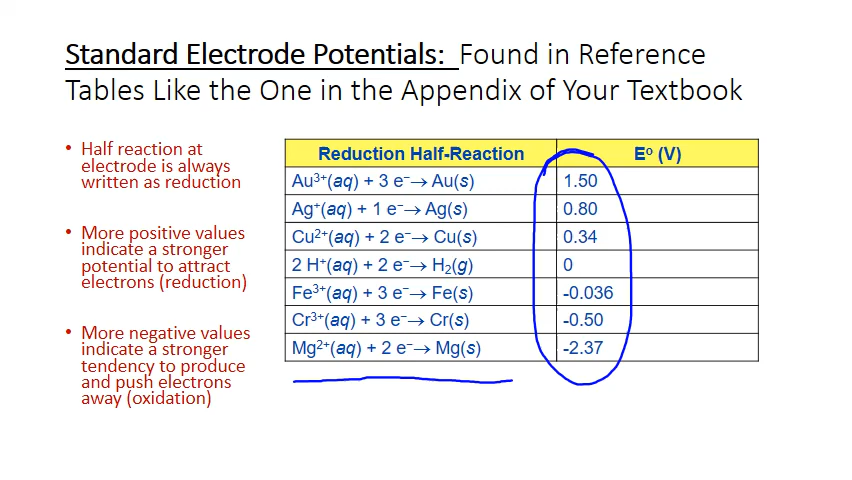 Standard Electrode Potentials: Found in Reference
Tables Like the One in the Appendix of Your Textbook
• Half reaction at
electrode is always
written as reduction
• More positive values
indicate a stronger
potential to attract
electrons (reduction)
• More negative values
indicate a stronger
tendency to produce
and push electrons
away (oxidation)
Reduction Half-Reaction E⁰ (V)
Au³⁺(aq) + 3 e⁻→ Au(s) 1.50
Ag⁺(aq) + 1 e⁻→ Ag(s) 0.80
Cu²⁺(aq) + 2 e⁻→ Cu(s) 0.34
2 H⁺(aq) + 2 e⁻→ H₂(g) 0
Fe³⁺(aq) + 3 e⁻→ Fe(s) -0.036
Cr³⁺(aq) + 3 e⁻→ Cr(s) -0.50
Mg²⁺(aq) + 2 e⁻→ Mg(s) -2.37